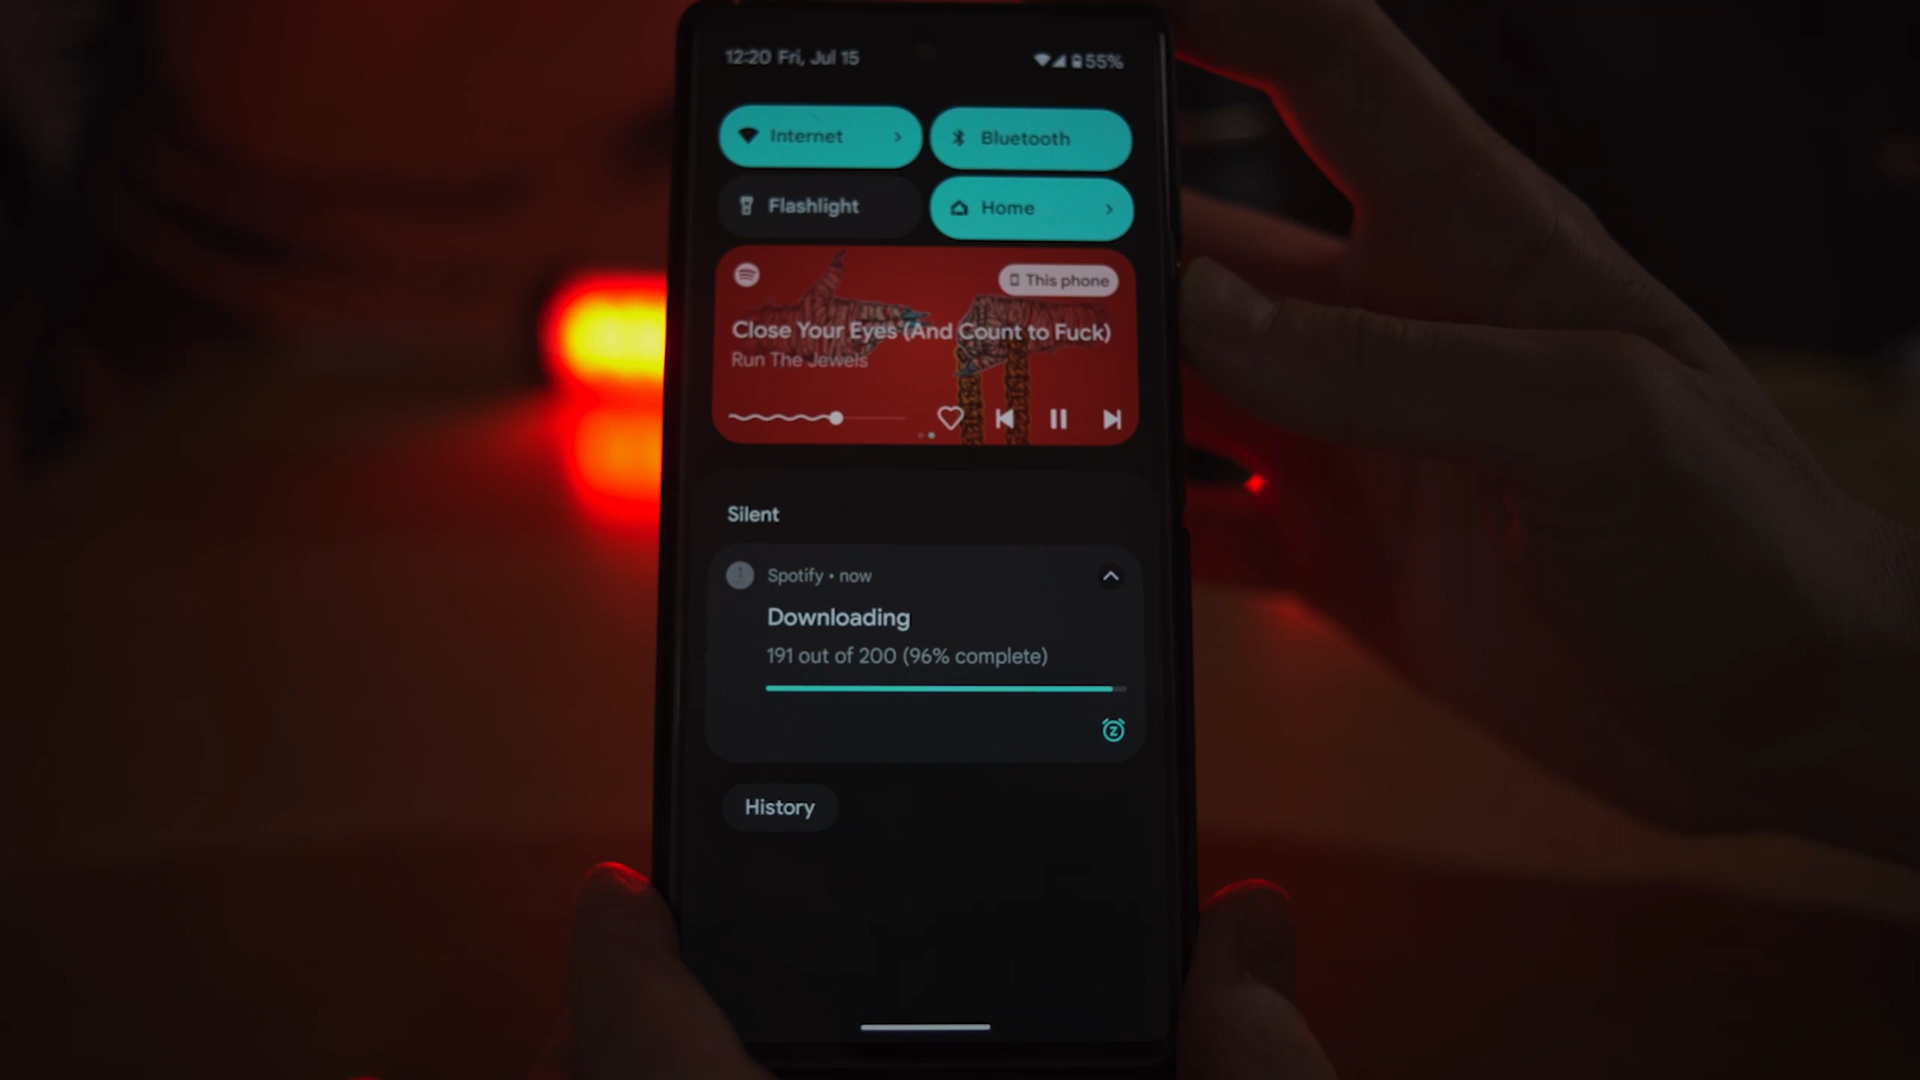 12:20 Fri, Jul 15
55%
Internet
Bluetooth
Flashlight
Home
This phone
Close Your Eyes (And Count to Fuck)
Run The Jewels
Silent
Spotify • now
Downloading
191 out of 200 (96% complete)
History